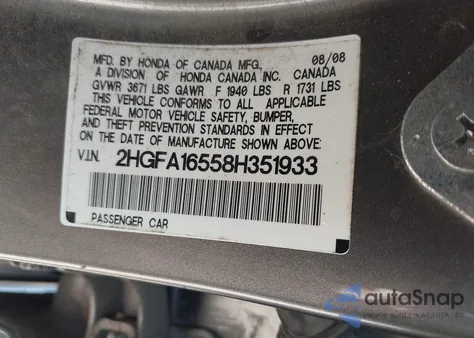 MFD. BY HONDA OF CANADA MFG., 08/08
A DIVISION OF HONDA CANADA INC. CANADA
GVWR 3671 LBS GAWR F 1940 LBS R 1731 LBS
THIS VEHICLE CONFORMS TO ALL APPLICABLE
FEDERAL MOTOR VEHICLE SAFETY, BUMPER,
AND THEFT PREVENTION STANDARDS IN EFFECT
ON THE DATE OF MANUFACTURE SHOWN ABOVE:
V.I.N. 2HGFA16558H351933
PASSENGER CAR
autoSnap